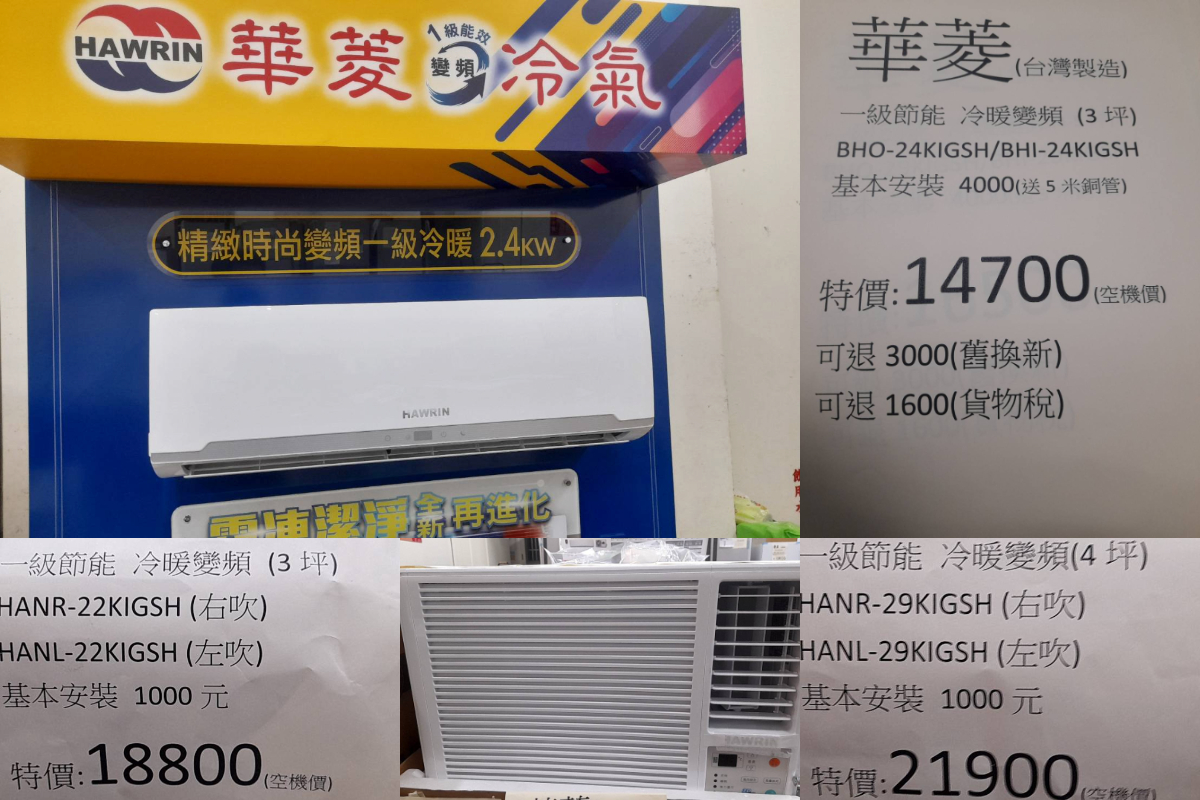 HAWRIN 華菱 1級能效 變頻 冷氣
精緻時尚變頻一級冷暖 2.4KW
HAWRIN
潔淨 全新 再進化
華菱(台灣製造)
一級節能 冷暖變頻 (3 坪)
BHO-24KIGSH/BHI-24KIGSH
基本安裝 4000(送 5 米銅管)
特價:14700(空機價)
可退 3000(舊換新)
可退 1600(貨物稅)
一級節能 冷暖變頻 (3 坪)
HANR-22KIGSH (右吹)
HANL-22KIGSH (左吹)
基本安裝 1000 元
特價:18800(空機價)
HAWRIN
一級節能 冷暖變頻(4 坪)
HANR-29KIGSH (右吹)
HANL-29KIGSH (左吹)
基本安裝 1000 元
特價:21900(空機價)